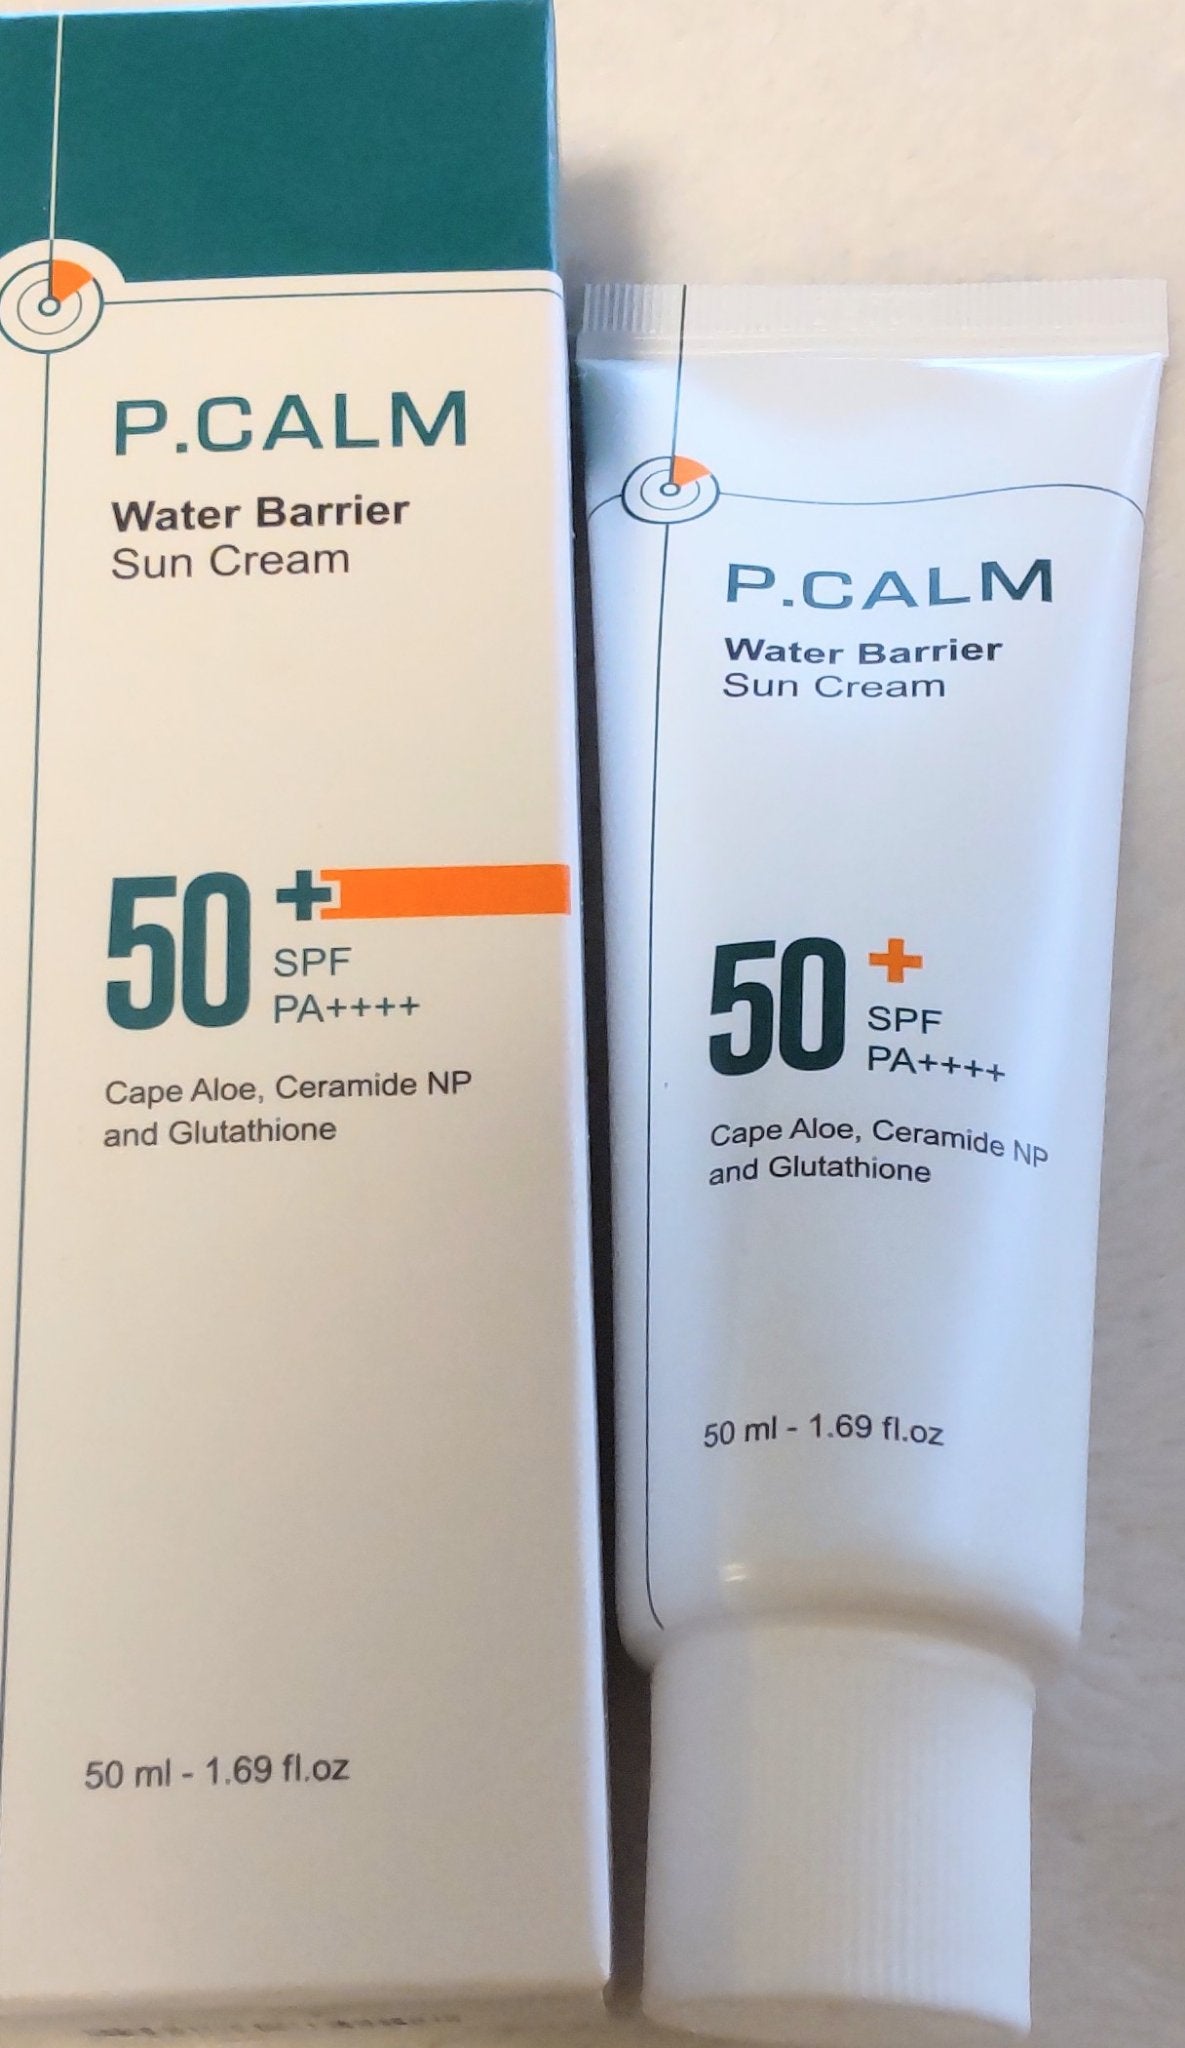 P.CALM
Water Barrier
Sun Cream
50+
SPF
PA++++
Cape Aloe, Ceramide NP
and Glutathione
50 ml - 1.69 fl.oz
P.CALM
Water Barrier
Sun Cream
50+
SPF
PA++++
Cape Aloe, Ceramide NP
and Glutathione
50 ml - 1.69 fl.oz